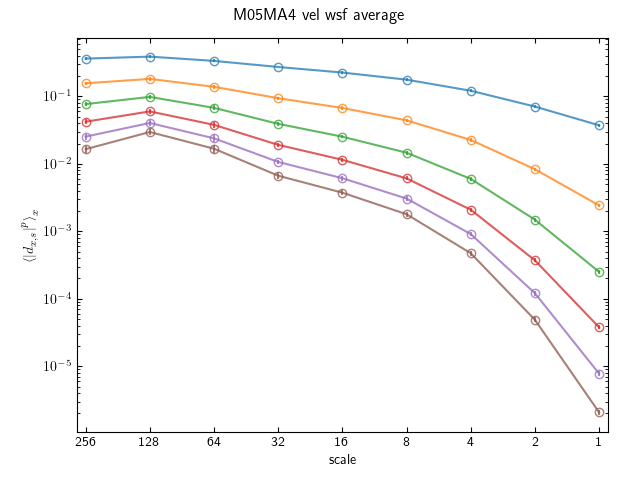 M05MA4 vel wsf average
10⁻¹
10⁻²
10⁻³
10⁻⁴
10⁻⁵
⟨|d_{x,s}|^p⟩_x
256 128 64 32 16 8 4 2 1
scale